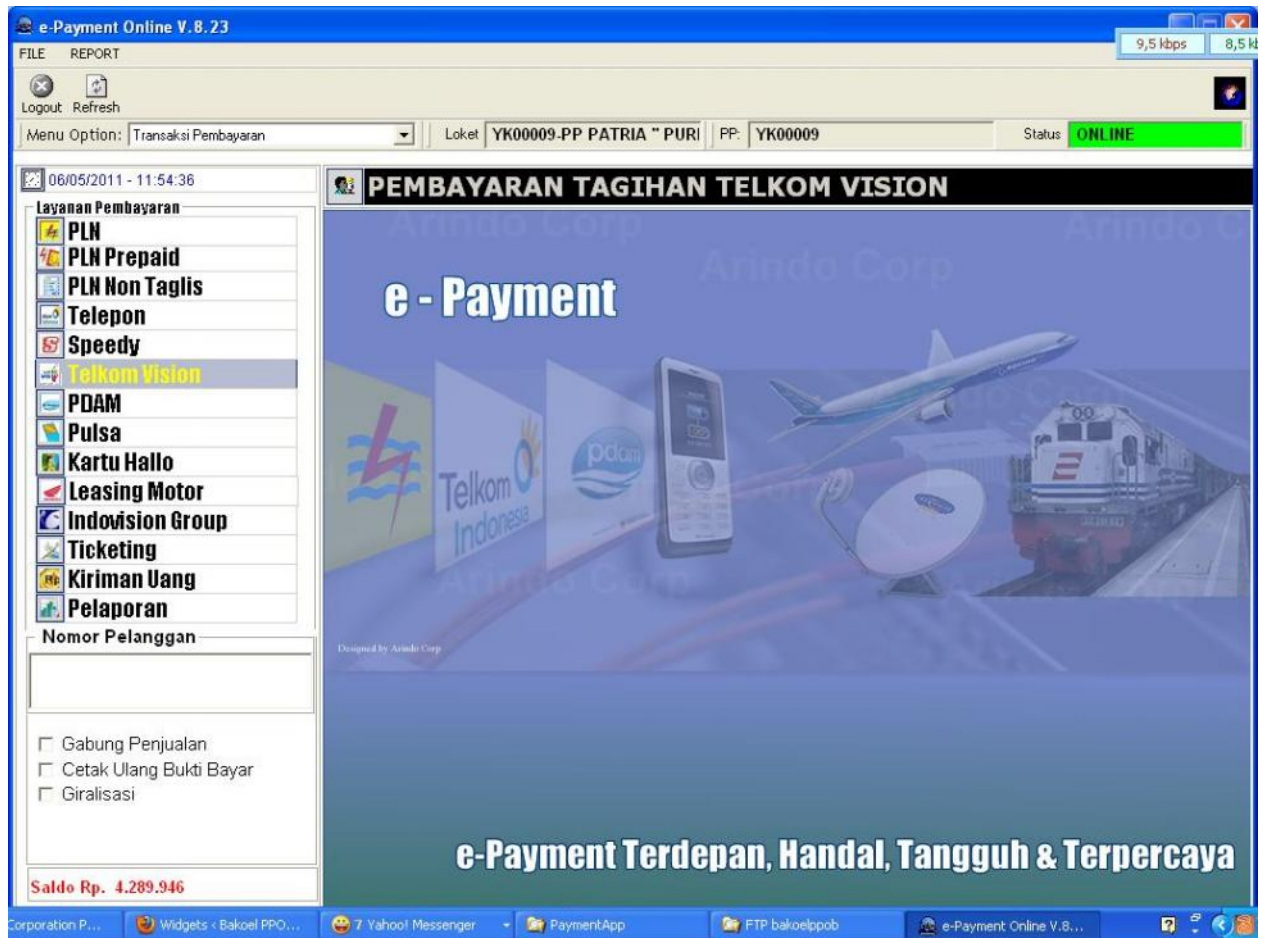 e-Payment Online V.8.23
9,5 kbps
FILE REPORT
Logout Refresh
Menu Option: Transaksi Pembayaran Loket YK00009-PP PATRIA " PURI PP: YK00009 Status ONLINE
06/05/2011 - 11:54:36
PEMBAYARAN TAGIHAN TELKOM VISION
Layanan Pembayaran
PLN
PLN Prepaid
PLN Non Taglis
Telepon
Speedy
Telkom Vision
PDAM
Pulsa
Kartu Hallo
Leasing Motor
Indovision Group
Ticketing
Kiriman Uang
Pelaporan
Nomor Pelanggan
Gabung Penjualan
Cetak Ulang Bukti Bayar
Giralisasi
Saldo Rp. 4.289.946
Arindo Corp
Arindo C
Arindo Corp
e - Payment
Telkom
Indonesia
pdam
Arindo Corp
Designed by Arindo Corp
e-Payment Terdepan, Handal, Tangguh & Terpercaya
Corporation P... Widgets ‹ Bakoel PPO... 7 Yahoo! Messenger PaymentApp FTP bakoelppob e-Payment Online V.8...